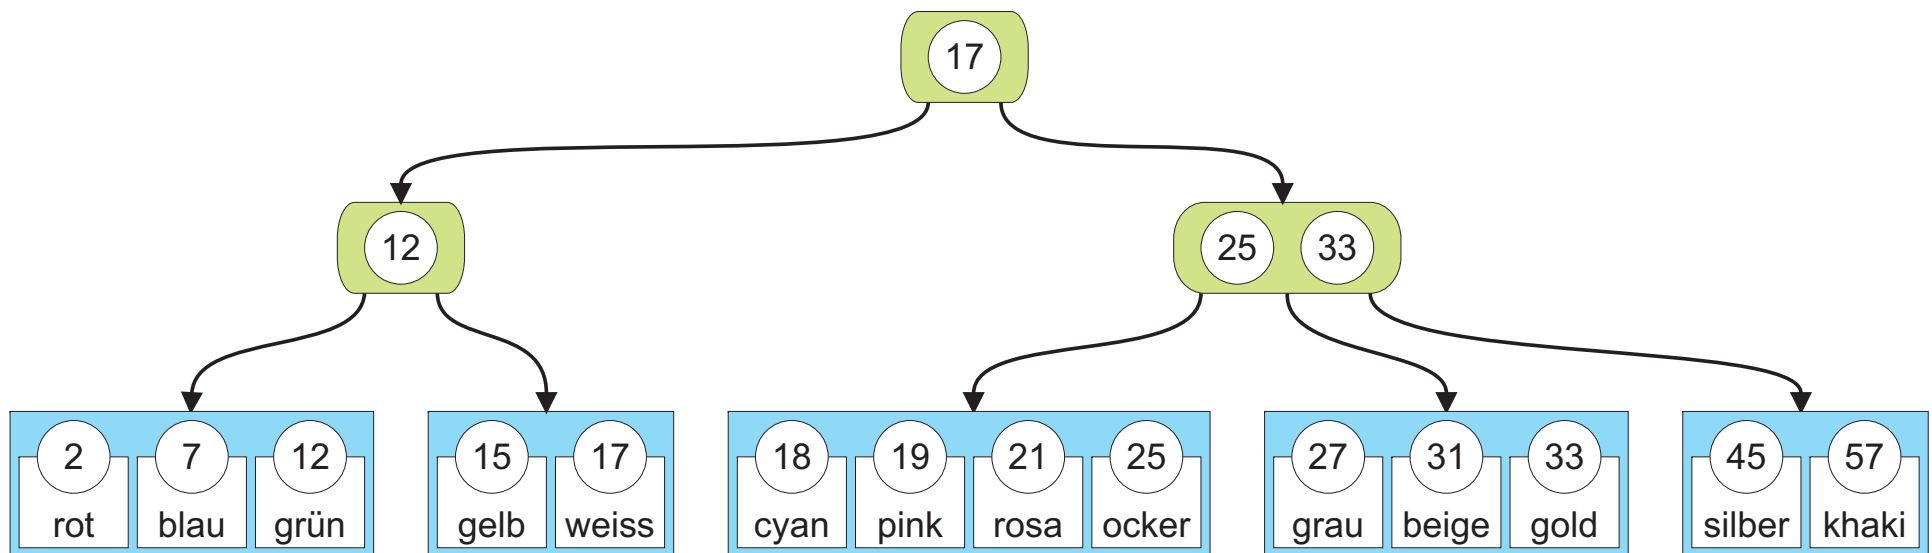 17
12 25 33
2 7 12 15 17 18 19 21 25 27 31 33 45 57
rot blau grün gelb weiss cyan pink rosa ocker grau beige gold silber khaki